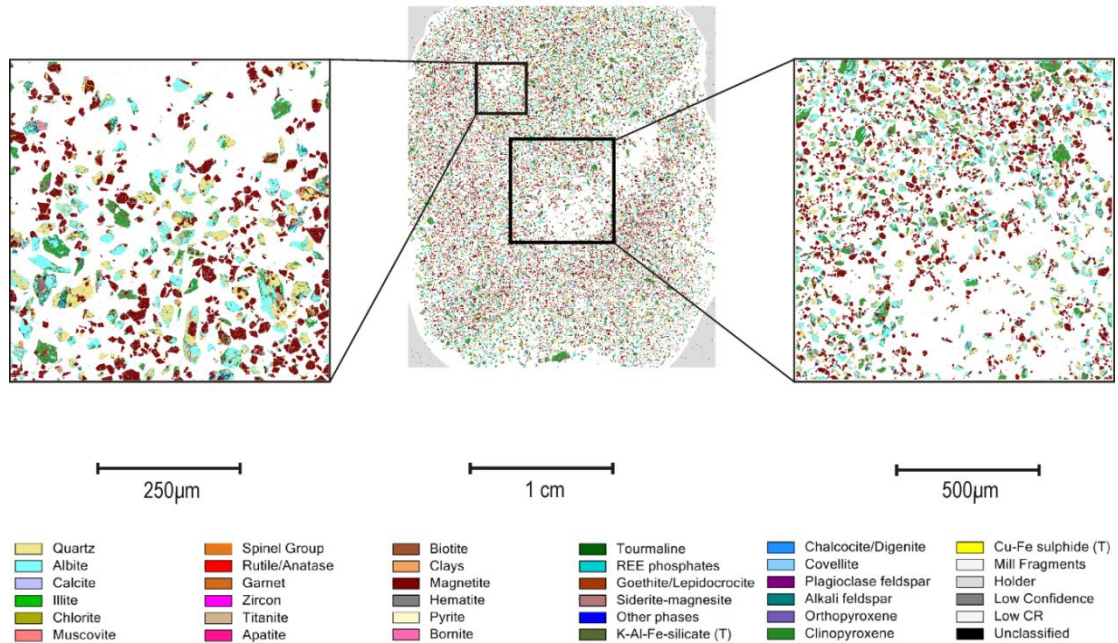 250µm
1 cm
500µm
Quartz
Albite
Calcite
Illite
Chlorite
Muscovite
Spinel Group
Rutile/Anatase
Garnet
Zircon
Titanite
Apatite
Biotite
Clays
Magnetite
Hematite
Pyrite
Bornite
Tourmaline
REE phosphates
Goethite/Lepidocrocite
Siderite-magnesite
Other phases
K-Al-Fe-silicate (T)
Chalcocite/Digenite
Covellite
Plagioclase feldspar
Alkali feldspar
Orthopyroxene
Clinopyroxene
Cu-Fe sulphide (T)
Mill Fragments
Holder
Low Confidence
Low CR
Unclassified